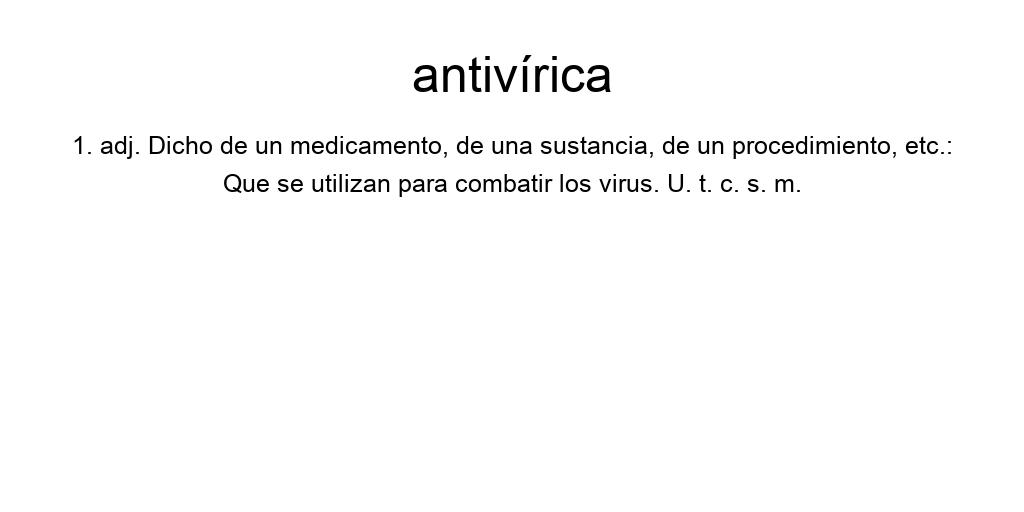 antivírica
1. adj. Dicho de un medicamento, de una sustancia, de un procedimiento, etc.:
Que se utilizan para combatir los virus. U. t. c. s. m.